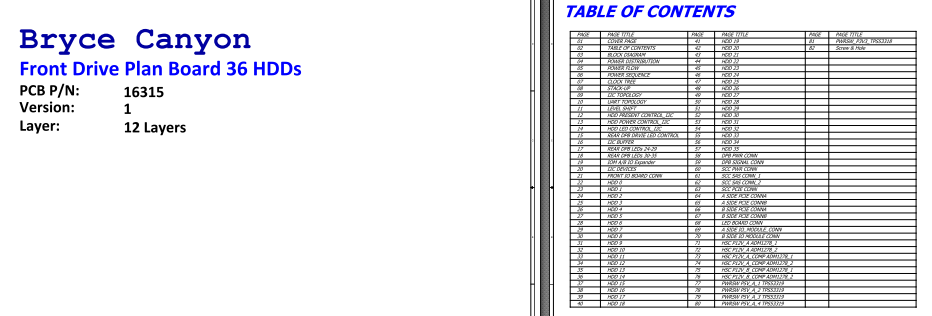 Bryce Canyon
Front Drive Plan Board 36 HDDs
PCB P/N: 16315
Version: 1
Layer: 12 Layers
TABLE OF CONTENTS
PAGE PAGE TITLE PAGE PAGE TITLE PAGE PAGE TITLE
01 COVER PAGE 41 HDD 19 81 PWRSW_P3V3_TPS53318
02 TABLE OF CONTENTS 42 HDD 20 82 Screw & Hole
03 BLOCK DIAGRAM 43 HDD 21
04 POWER DISTRIBUTION 44 HDD 22
05 POWER FLOW 45 HDD 23
06 POWER SEQUENCE 46 HDD 24
07 CLOCK TREE 47 HDD 25
08 STACK-UP 48 HDD 26
09 I2C TOPOLOGY 49 HDD 27
10 UART TOPOLOGY 50 HDD 28
11 LEVEL SHIFT 51 HDD 29
12 HDD PRESENT CONTROL_I2C 52 HDD 30
13 HDD POWER CONTROL_I2C 53 HDD 31
14 HDD LED CONTROL_I2C 54 HDD 32
15 REAR DPB DRVIE LED CONTROL 55 HDD 33
16 I2C BUFFER 56 HDD 34
17 REAR DPB LEDs 24-29 57 HDD 35
18 REAR DPB LEDs 30-35 58 DPB PWR CONN
19 IOM A/B IO Expander 59 DPB SIGNAL CONN
20 I2C DEVICES 60 SCC PWR CONN
21 FRONT IO BOARD CONN 61 SCC SAS CONN_1
22 HDD 0 62 SCC SAS CONN_2
23 HDD 1 63 SCC PCIE CONN
24 HDD 2 64 A SIDE PCIE CONNA
25 HDD 3 65 A SIDE PCIE CONNB
26 HDD 4 66 B SIDE PCIE CONNA
27 HDD 5 67 B SIDE PCIE CONNB
28 HDD 6 68 LED BOARD CONN
29 HDD 7 69 A SIDE IO_MODULE_CONN
30 HDD 8 70 B SIDE IO MODULE CONN
31 HDD 9 71 HSC P12V_A ADM1278_1
32 HDD 10 72 HSC P12V_A ADM1278_2
33 HDD 11 73 HSC P12V_A_COMP ADM1278_1
34 HDD 12 74 HSC P12V_A_COMP ADM1278_2
35 HDD 13 75 HSC P12V_B_COMP ADM1278_1
36 HDD 14 76 HSC P12V_B_COMP ADM1278_2
37 HDD 15 77 PWRSW P5V_A_1 TPS53319
38 HDD 16 78 PWRSW P5V_A_2 TPS53319
39 HDD 17 79 PWRSW P5V_A_3 TPS53319
40 HDD 18 80 PWRSW P5V_A_4 TPS53319